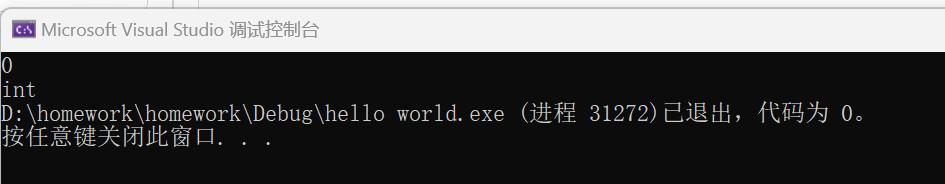 Microsoft Visual Studio 调试控制台
0
int
D:\homework\homework\Debug\hello world.exe (进程 31272)已退出，代码为 0。
按任意键关闭此窗口. . .